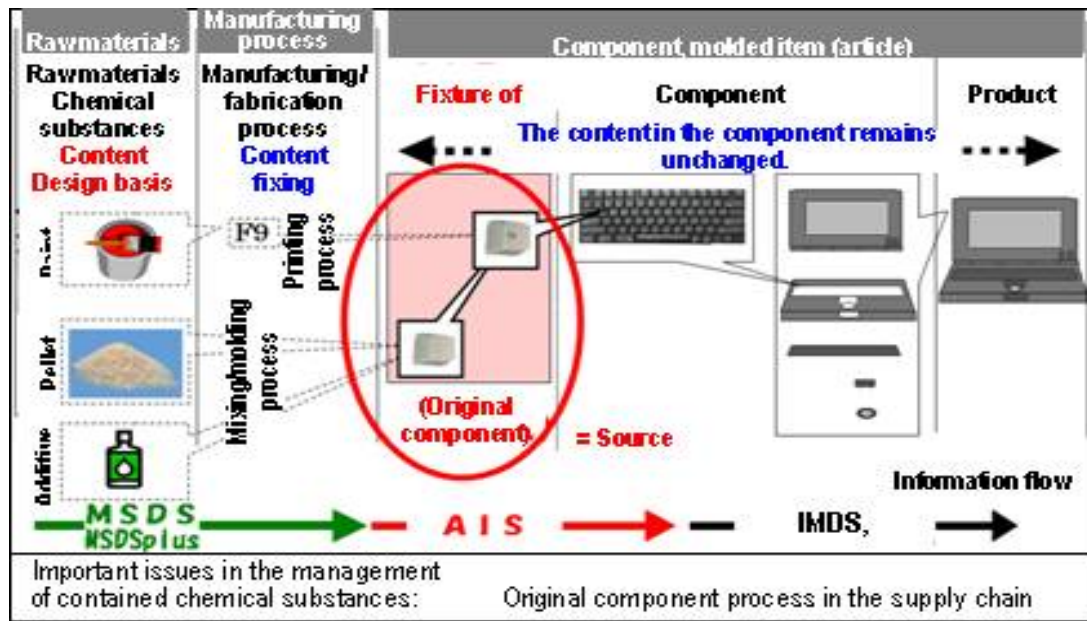 Rawmaterials
Manufacturing
process
Component, molded item (article)
Rawmaterials
Chemical
substances
Content
Design basis
Manufacturing/
fabrication
process
Content
fixing
Fixture of
Component
Product
The content in the component remains
unchanged.
F9
Printing
process
Pellet
Mixing/molding
process
Additive
(Original
component).
= Source
Information flow
MSDS
MSDSplus
AIS
IMDS,
Important issues in the management
of contained chemical substances:
Original component process in the supply chain